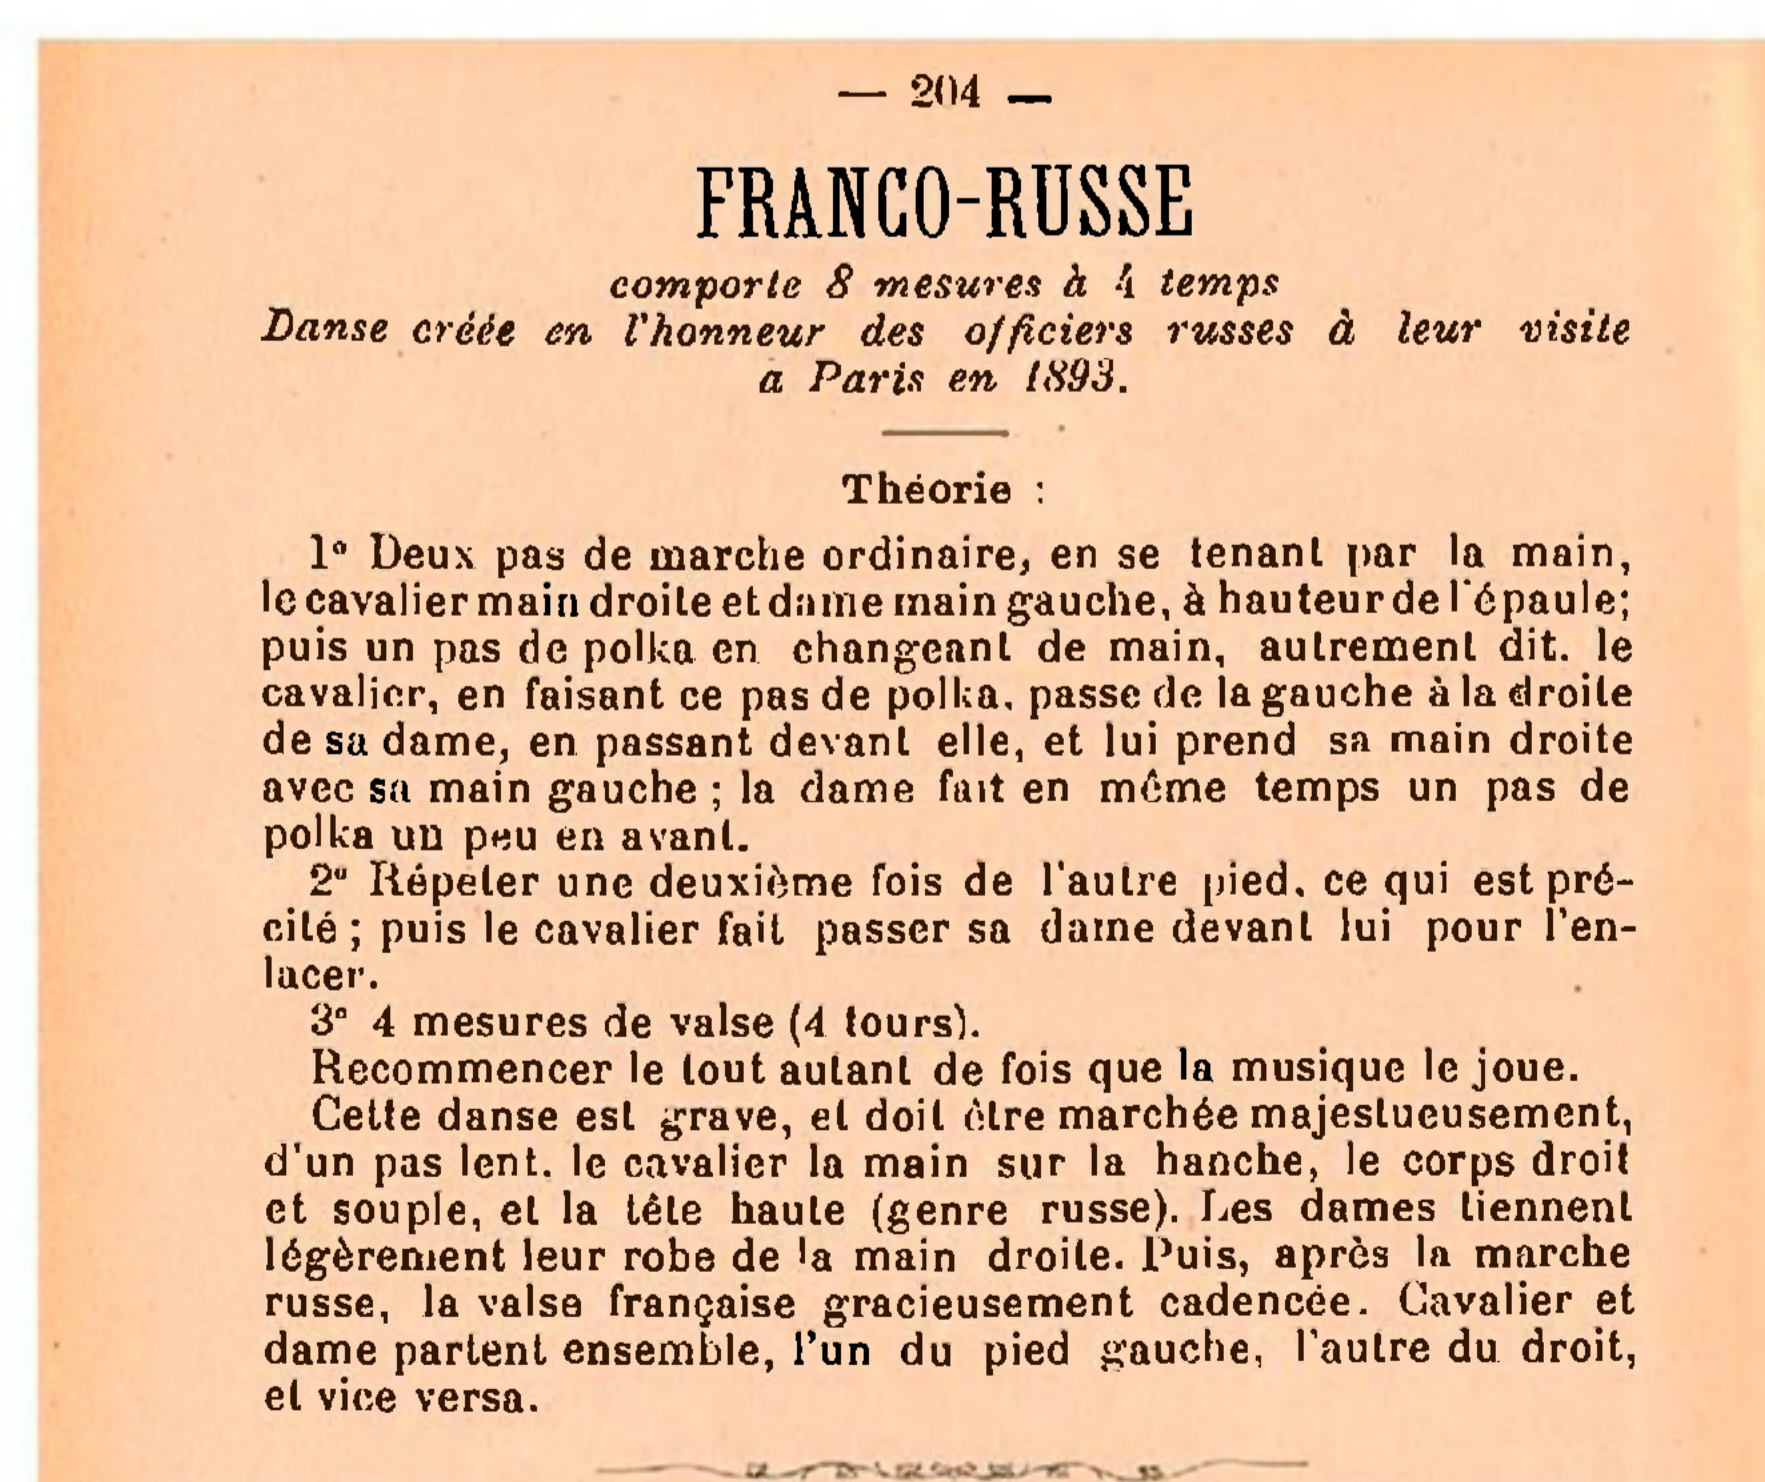 — 204 —
FRANCO-RUSSE
comporte 8 mesures à 4 temps
Danse créée en l'honneur des officiers russes à leur visite
à Paris en 1893.
Théorie :
1° Deux pas de marche ordinaire, en se tenant par la main,
le cavalier main droite et dame main gauche, à hauteur de l'épaule;
puis un pas de polka en changeant de main, autrement dit. le
cavalier, en faisant ce pas de polka, passe de la gauche à la droite
de sa dame, en passant devant elle, et lui prend sa main droite
avec sa main gauche ; la dame fait en même temps un pas de
polka un peu en avant.
2° Répéter une deuxième fois de l'autre pied, ce qui est pré-
cité ; puis le cavalier fait passer sa dame devant lui pour l'en-
lacer.
3° 4 mesures de valse (4 tours).
Recommencer le tout autant de fois que la musique le joue.
Cette danse est grave, et doit être marchée majestueusement,
d'un pas lent. le cavalier la main sur la hanche, le corps droit
et souple, et la tête haute (genre russe). Les dames tiennent
légèrement leur robe de la main droite. Puis, après la marche
russe, la valse française gracieusement cadencée. Cavalier et
dame partent ensemble, l'un du pied gauche, l'autre du droit,
et vice versa.